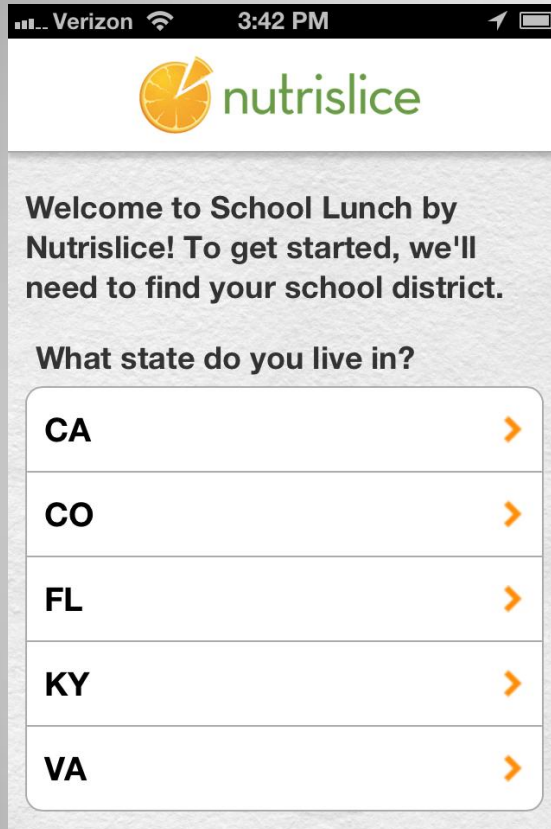 Verizon 3:42 PM
nutrislice
Welcome to School Lunch by
Nutrislice! To get started, we'll
need to find your school district.
What state do you live in?
CA
CO
FL
KY
VA